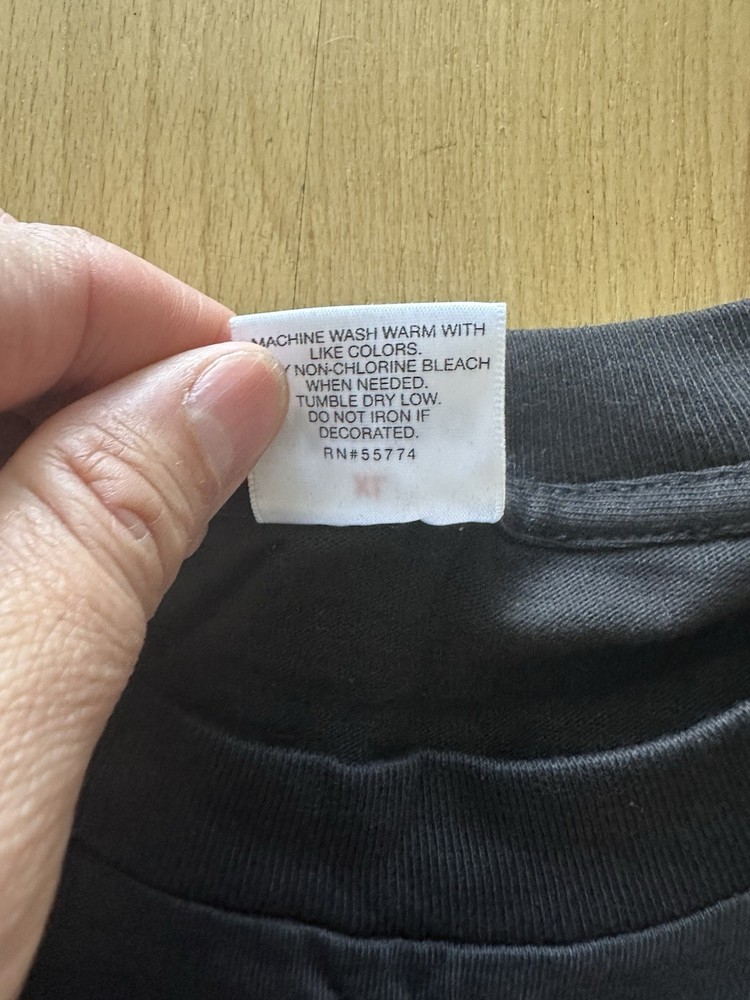 MACHINE WASH WARM WITH
LIKE COLORS.
NON-CHLORINE BLEACH
WHEN NEEDED.
TUMBLE DRY LOW.
DO NOT IRON IF
DECORATED.
RN#55774
XL